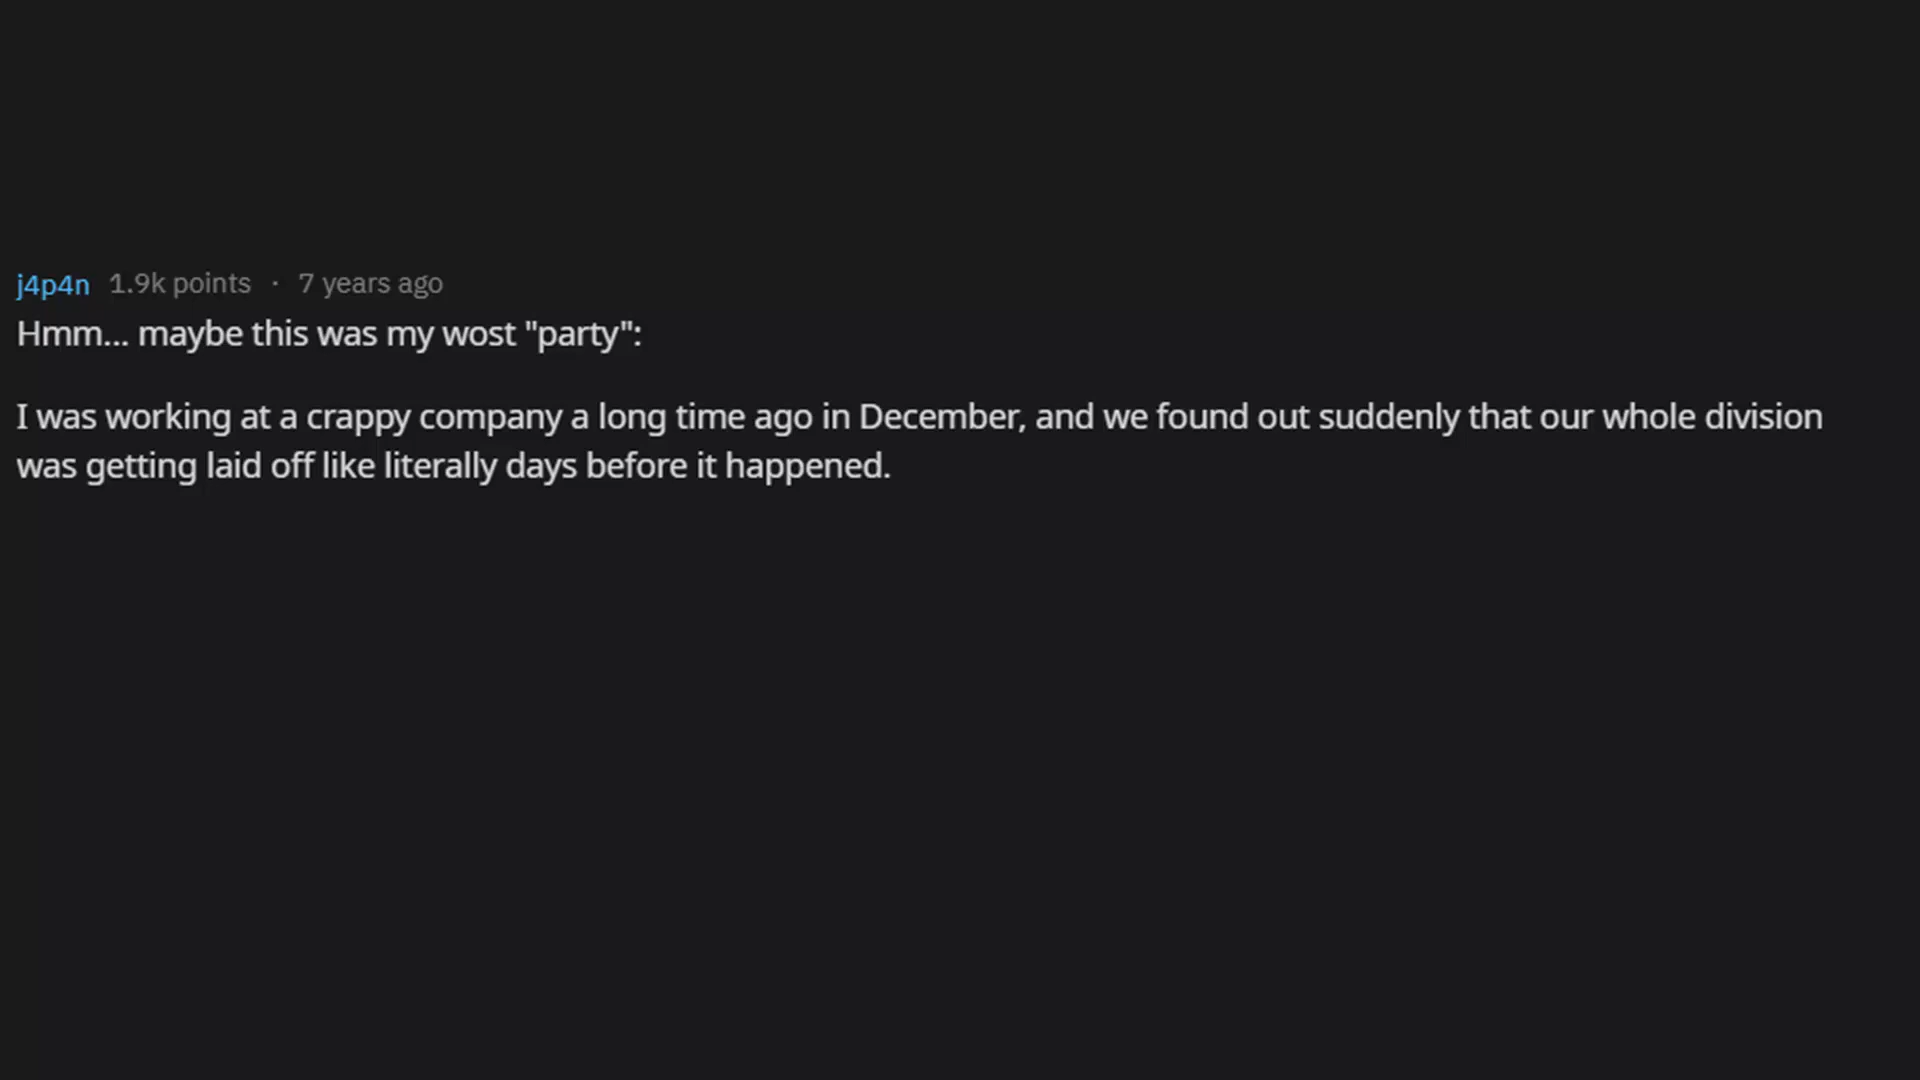 j4p4n 1.9k points · 7 years ago
Hmm... maybe this was my wost "party":
I was working at a crappy company a long time ago in December, and we found out suddenly that our whole division
was getting laid off like literally days before it happened.